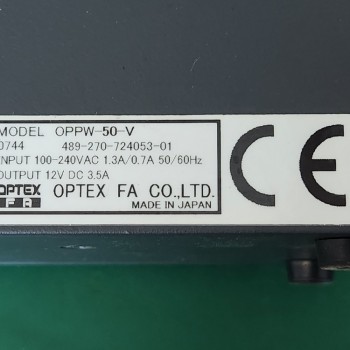 MODEL OPPW-50-V
0744 489-270-724053-01
INPUT 100-240VAC 1.3A/0.7A 50/60Hz
OUTPUT 12V DC 3.5A
OPTEX FA OPTEX FA CO.,LTD.
MADE IN JAPAN
CE